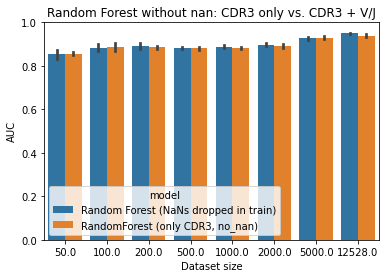 Random Forest without nan: CDR3 only vs. CDR3 + V/J
1.0
0.8
0.6
0.4
0.2
0.0
AUC
model
Random Forest (NaNs dropped in train)
RandomForest (only CDR3, no_nan)
50.0 100.0 200.0 500.0 1000.0 2000.0 5000.0 12528.0
Dataset size